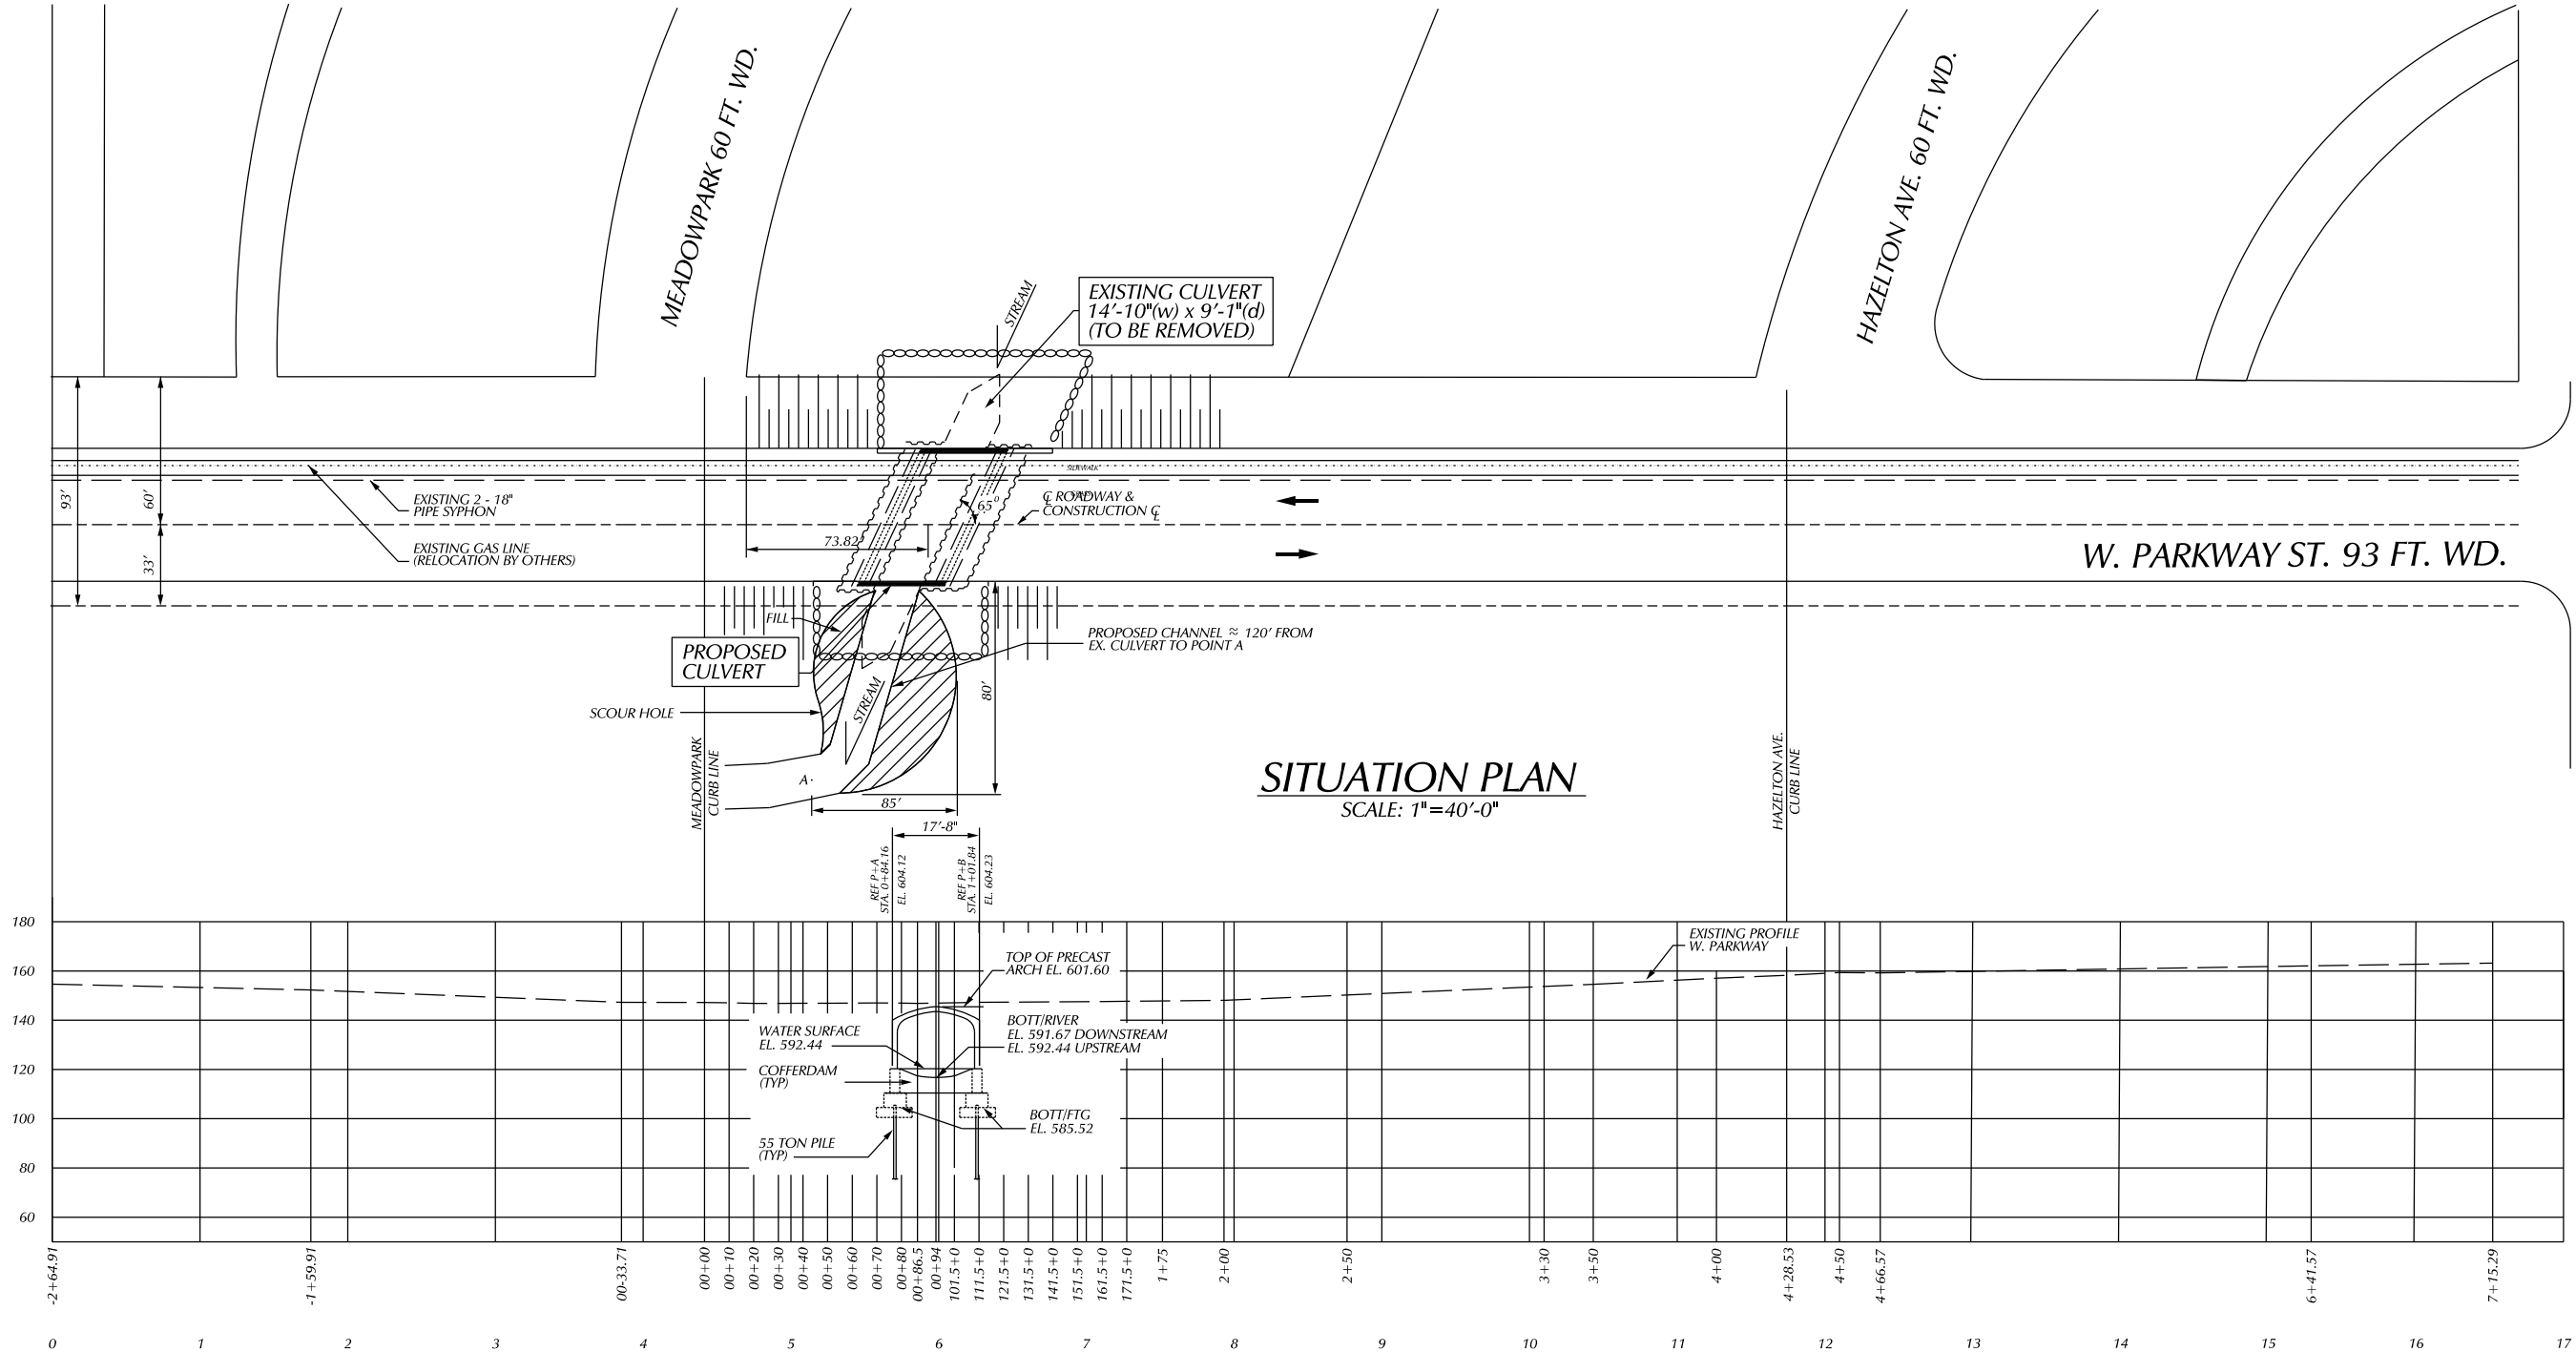 MEADOWPARK 60 FT. WD.
HAZELTON AVE. 60 FT. WD.
STREAM
EXISTING CULVERT
14'-10"(w) x 9'-1"(d)
(TO BE REMOVED)
93'
60'
33'
EXISTING 2 - 18"
PIPE SYPHON
EXISTING GAS LINE
(RELOCATION BY OTHERS)
SIDEWALK
65°
℄ ROADWAY &
CONSTRUCTION ℄
73.82'
W. PARKWAY ST. 93 FT. WD.
FILL
PROPOSED
CULVERT
PROPOSED CHANNEL ≈ 120' FROM
EX. CULVERT TO POINT A
80'
STREAM
SCOUR HOLE
MEADOWPARK
CURB LINE
A
85'
HAZELTON AVE.
CURB LINE
SITUATION PLAN
SCALE: 1"=40'-0"
17'-8"
REF P+A
STA. 0+84.16
EL. 604.12
REF P+B
STA. 1+01.84
EL. 604.23
180
160
140
120
100
80
60
EXISTING PROFILE
W. PARKWAY
TOP OF PRECAST
ARCH EL. 601.60
WATER SURFACE
EL. 592.44
BOTT/RIVER
EL. 591.67 DOWNSTREAM
EL. 592.44 UPSTREAM
COFFERDAM
(TYP)
BOTT/FTG
EL. 585.52
55 TON PILE
(TYP)
-2+64.91
-1+59.91
00-33.71
00+00
00+10
00+20
00+30
00+40
00+50
00+60
00+70
00+80
00+86.5
00+94
101.5+0
111.5+0
121.5+0
131.5+0
141.5+0
151.5+0
161.5+0
171.5+0
1+75
2+00
2+50
3+30
3+50
4+00
4+28.53
4+50
4+66.57
6+41.57
7+15.29
0 1 2 3 4 5 6 7 8 9 10 11 12 13 14 15 16 17